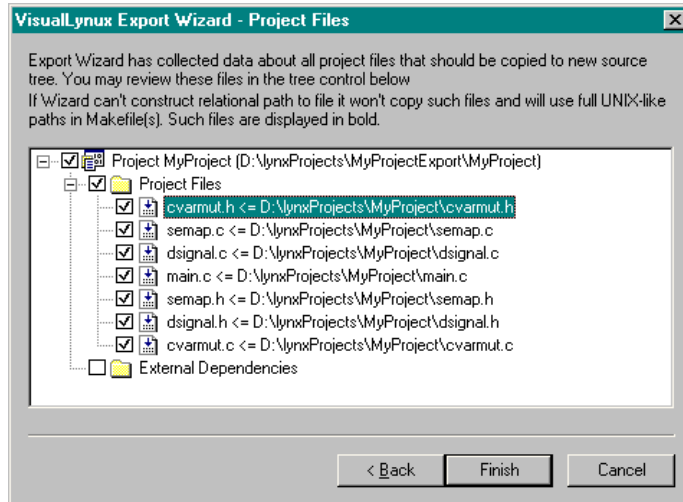 VisualLynux Export Wizard - Project Files
Export Wizard has collected data about all project files that should be copied to new source
tree. You may review these files in the tree control below
If Wizard can't construct relational path to file it won't copy such files and will use full UNIX-like
paths in Makefile(s). Such files are displayed in bold.
Project MyProject (D:\lynxProjects\MyProjectExport\MyProject)
Project Files
cvarmut.h <= D:\lynxProjects\MyProject\cvarmut.h
semap.c <= D:\lynxProjects\MyProject\semap.c
dsignal.c <= D:\lynxProjects\MyProject\dsignal.c
main.c <= D:\lynxProjects\MyProject\main.c
semap.h <= D:\lynxProjects\MyProject\semap.h
dsignal.h <= D:\lynxProjects\MyProject\dsignal.h
cvarmut.c <= D:\lynxProjects\MyProject\cvarmut.c
External Dependencies
< Back Finish Cancel